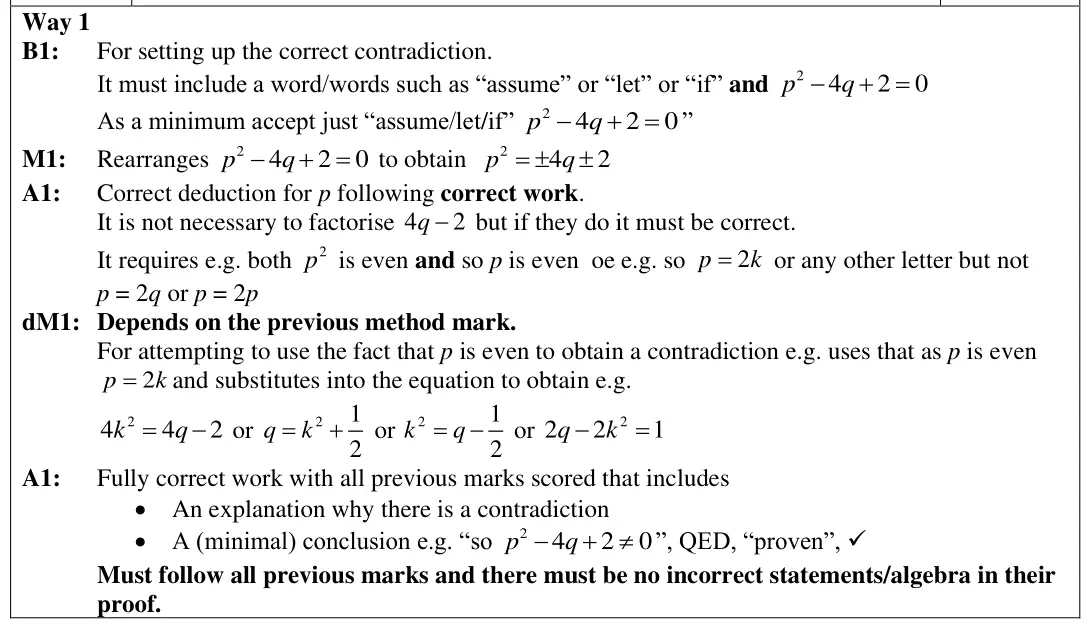 Way 1
B1: For setting up the correct contradiction.
It must include a word/words such as “assume” or “let” or “if” and p² − 4q + 2 = 0
As a minimum accept just “assume/let/if” p² − 4q + 2 = 0”
M1: Rearranges p² − 4q + 2 = 0 to obtain p² = ±4q ± 2
A1: Correct deduction for p following correct work.
It is not necessary to factorise 4q − 2 but if they do it must be correct.
It requires e.g. both p² is even and so p is even oe e.g. so p = 2k or any other letter but not
p = 2q or p = 2p
dM1: Depends on the previous method mark.
For attempting to use the fact that p is even to obtain a contradiction e.g. uses that as p is even
p = 2k and substitutes into the equation to obtain e.g.
4k² = 4q − 2 or q = k² + 1/2 or k² = q − 1/2 or 2q − 2k² = 1
A1: Fully correct work with all previous marks scored that includes
• An explanation why there is a contradiction
• A (minimal) conclusion e.g. “so p² − 4q + 2 ≠ 0”, QED, “proven”, ✓
Must follow all previous marks and there must be no incorrect statements/algebra in their
proof.